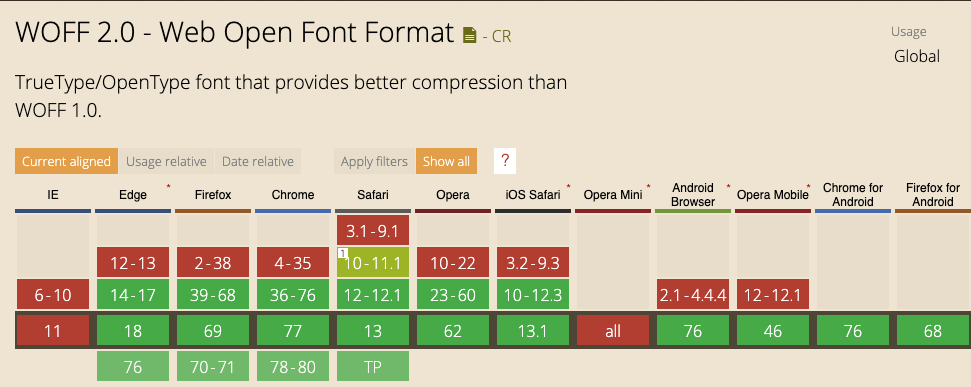 WOFF 2.0 - Web Open Font Format - CR
Usage
Global
TrueType/OpenType font that provides better compression than
WOFF 1.0.
Current aligned Usage relative Date relative Apply filters Show all ?
IE Edge * Firefox Chrome Safari Opera iOS Safari * Opera Mini * Android Browser * Opera Mobile * Chrome for Android Firefox for Android
3.1-9.1
12-13 2-38 4-35 1 10-11.1 10-22 3.2-9.3
6-10 14-17 39-68 36-76 12-12.1 23-60 10-12.3 2.1-4.4.4 12-12.1
11 18 69 77 13 62 13.1 all 76 46 76 68
76 70-71 78-80 TP